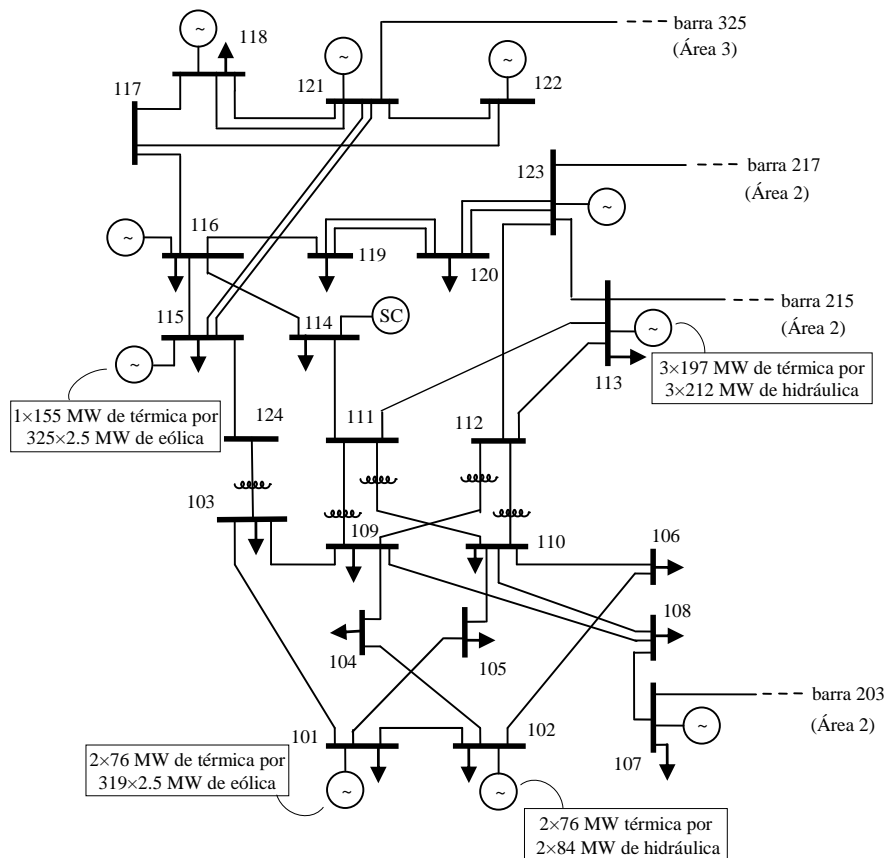 barra 325
(Área 3)
~
118
~
121
~
122
117
123
barra 217
(Área 2)
~
~
116
119
120
barra 215
(Área 2)
115
114
SC
~
113
~
3×197 MW de térmica por
3×212 MW de hidráulica
1×155 MW de térmica por
325×2.5 MW de eólica
124
111
112
103
109
110
106
108
104
105
barra 203
(Área 2)
101
102
~
107
2×76 MW de térmica por
319×2.5 MW de eólica
~
~
2×76 MW térmica por
2×84 MW de hidráulica